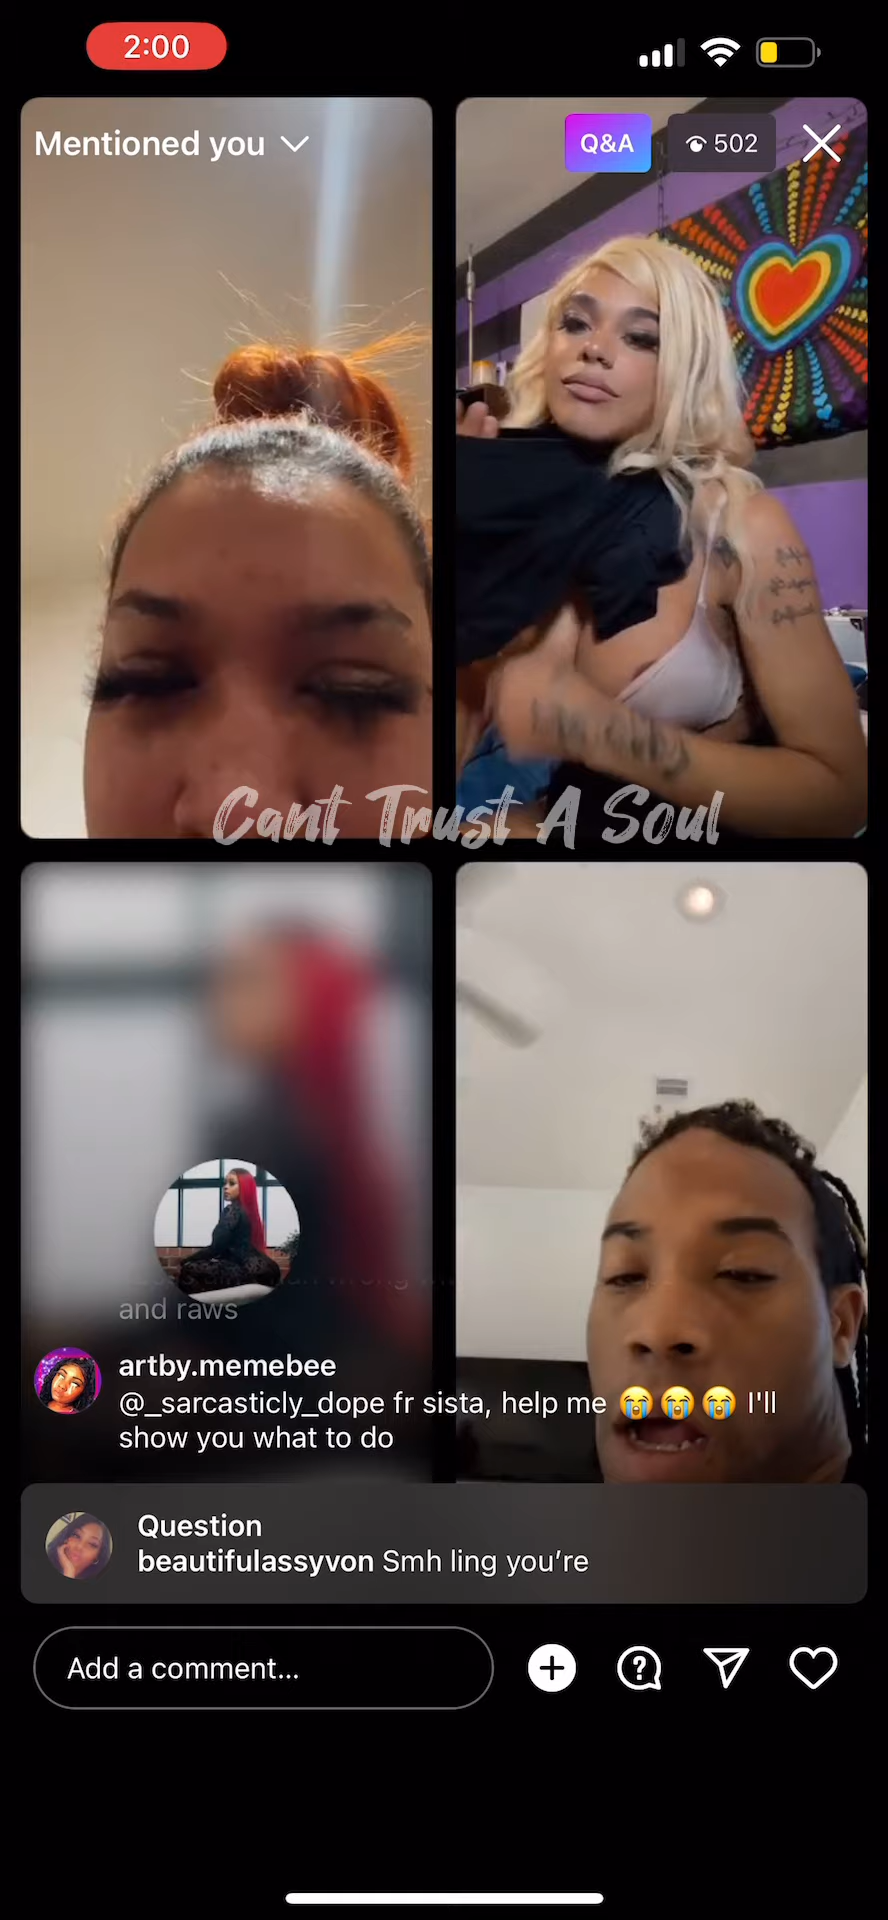 2:00
Mentioned you
Q&A
502
Cant Trust A Soul
and raws
artby.memebee
@_sarcasticly_dope fr sista, help me 😭😭😭 I'll
show you what to do
Question
beautifulassyvon Smh ling you’re
Add a comment...